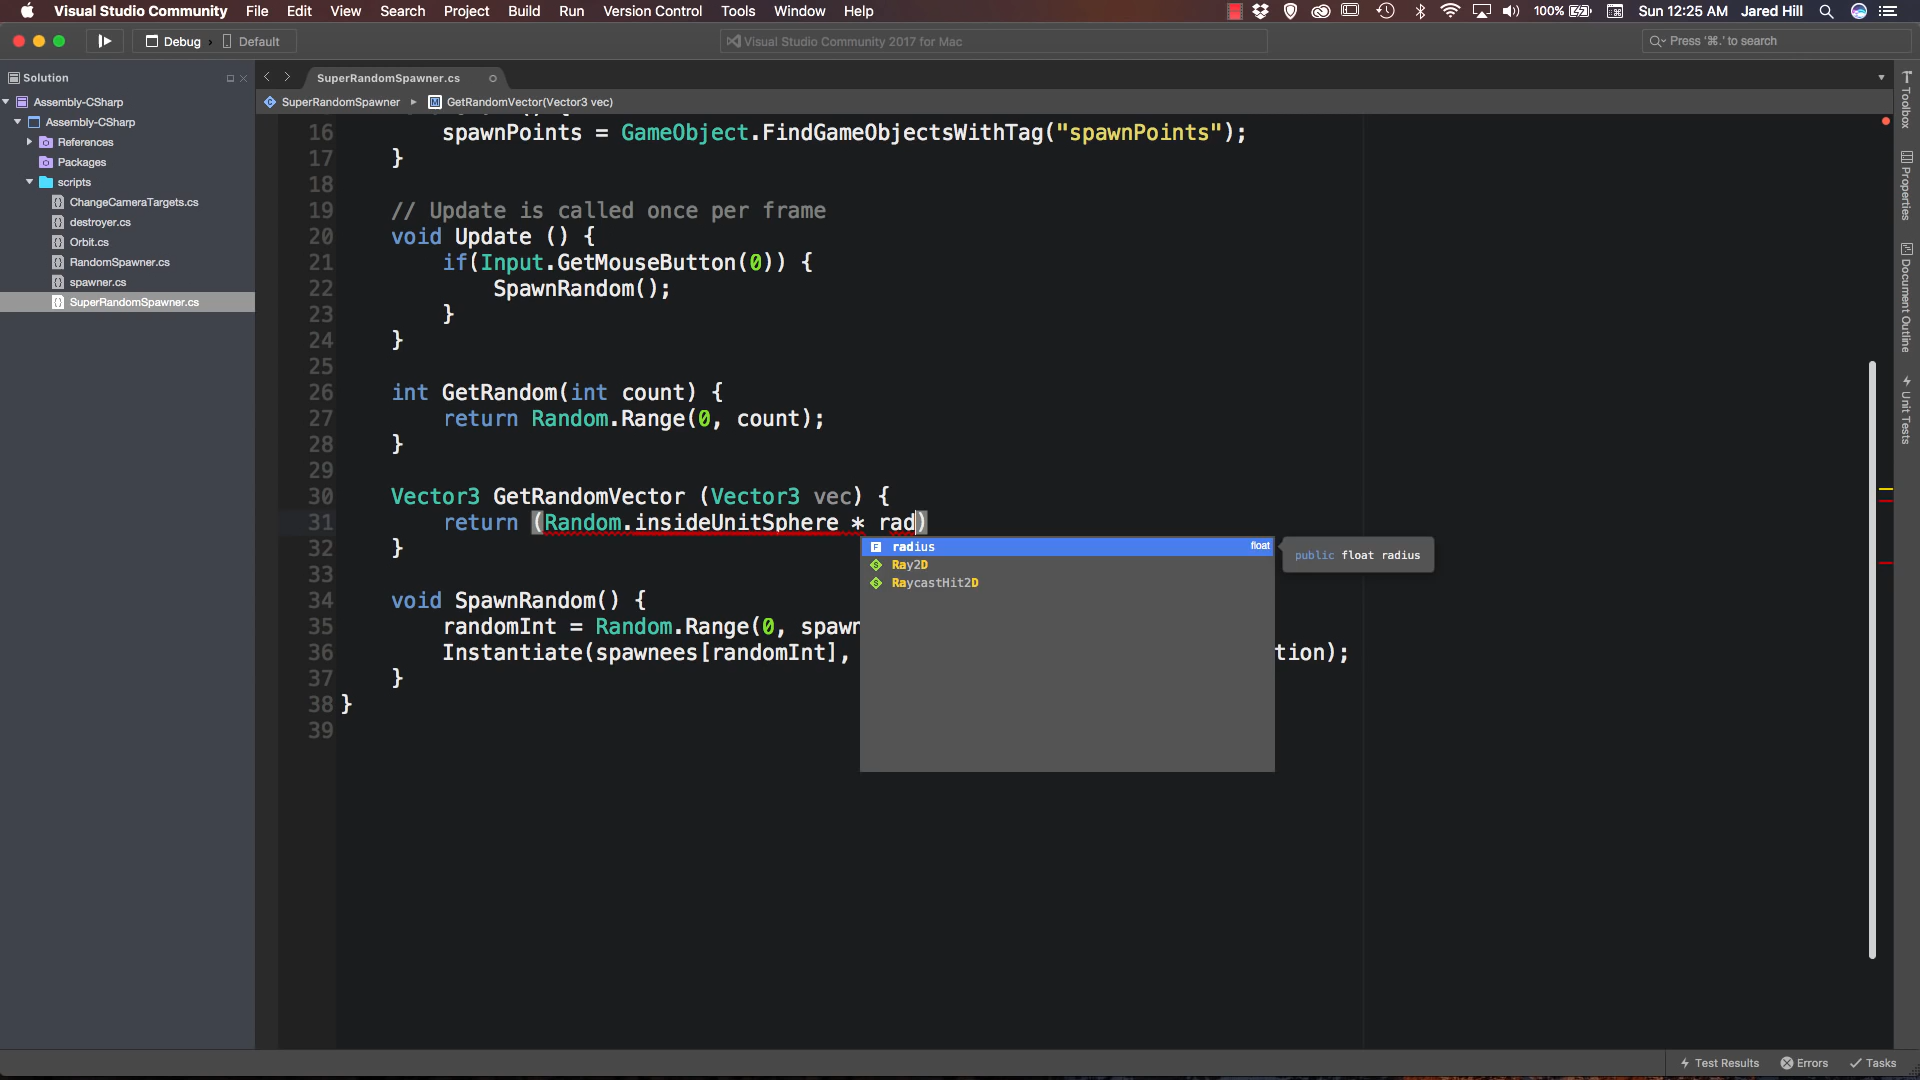 Visual Studio Community File Edit View Search Project Build Run Version Control Tools Window Help 100% Sun 12:25 AM Jared Hill
Debug › Default Visual Studio Community 2017 for Mac Press '⌘.' to search
Solution
Assembly-CSharp
Assembly-CSharp
References
Packages
scripts
ChangeCameraTargets.cs
destroyer.cs
Orbit.cs
RandomSpawner.cs
spawner.cs
SuperRandomSpawner.cs
SuperRandomSpawner.cs
SuperRandomSpawner GetRandomVector(Vector3 vec)
16 spawnPoints = GameObject.FindGameObjectsWithTag("spawnPoints");
17 }
18
19 // Update is called once per frame
20 void Update () {
21 if(Input.GetMouseButton(0)) {
22 SpawnRandom();
23 }
24 }
25
26 int GetRandom(int count) {
27 return Random.Range(0, count);
28 }
29
30 Vector3 GetRandomVector (Vector3 vec) {
31 return (Random.insideUnitSphere * rad)
32 }
33
34 void SpawnRandom() {
35 randomInt = Random.Range(0, spawn
36 Instantiate(spawnees[randomInt], tion);
37 }
38 }
39
radius float
Ray2D
RaycastHit2D
public float radius
Toolbox
Properties
Document Outline
Unit Tests
Test Results Errors Tasks